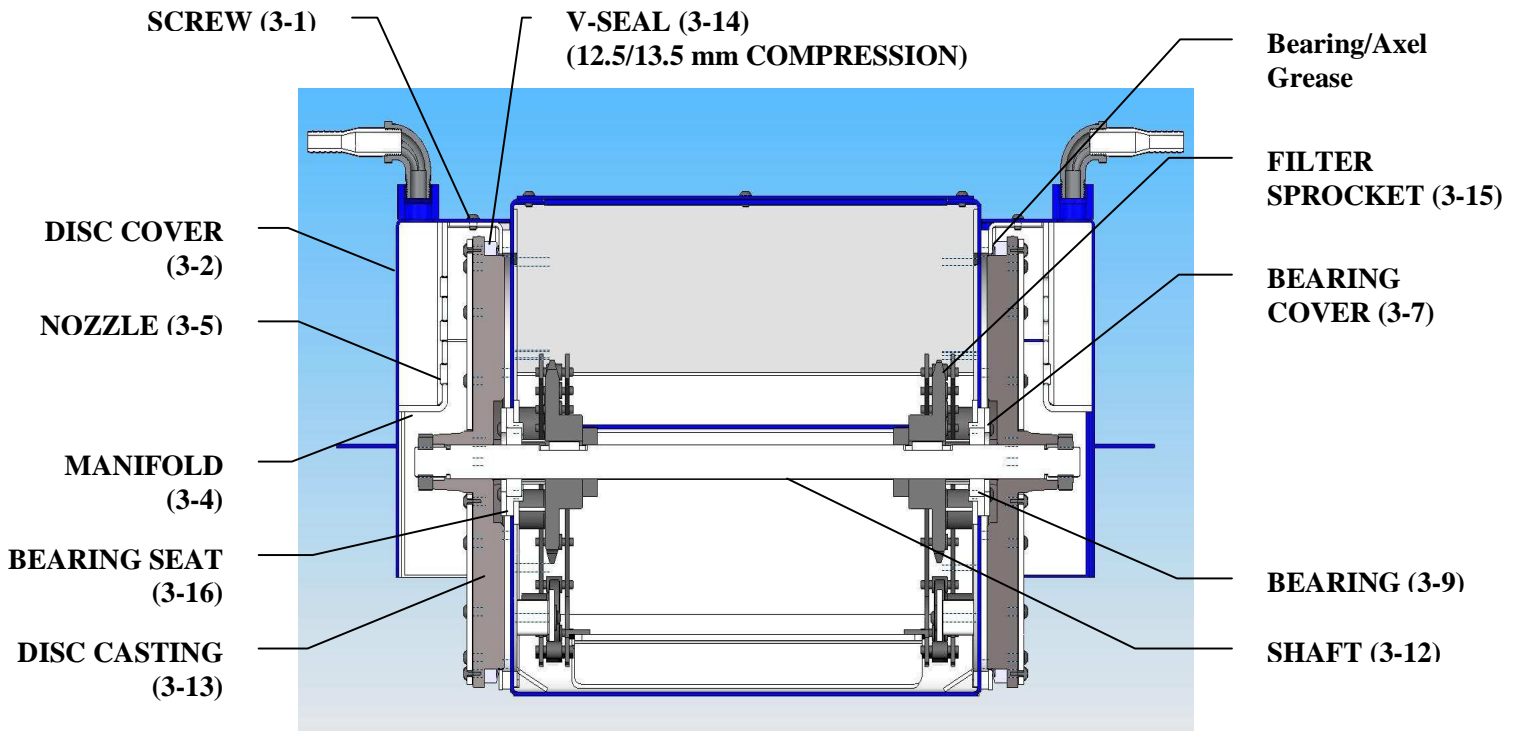 SCREW (3-1)
V-SEAL (3-14)
(12.5/13.5 mm COMPRESSION)
Bearing/Axel
Grease
FILTER
SPROCKET (3-15)
DISC COVER
(3-2)
BEARING
COVER (3-7)
NOZZLE (3-5)
MANIFOLD
(3-4)
BEARING SEAT
(3-16)
BEARING (3-9)
DISC CASTING
(3-13)
SHAFT (3-12)